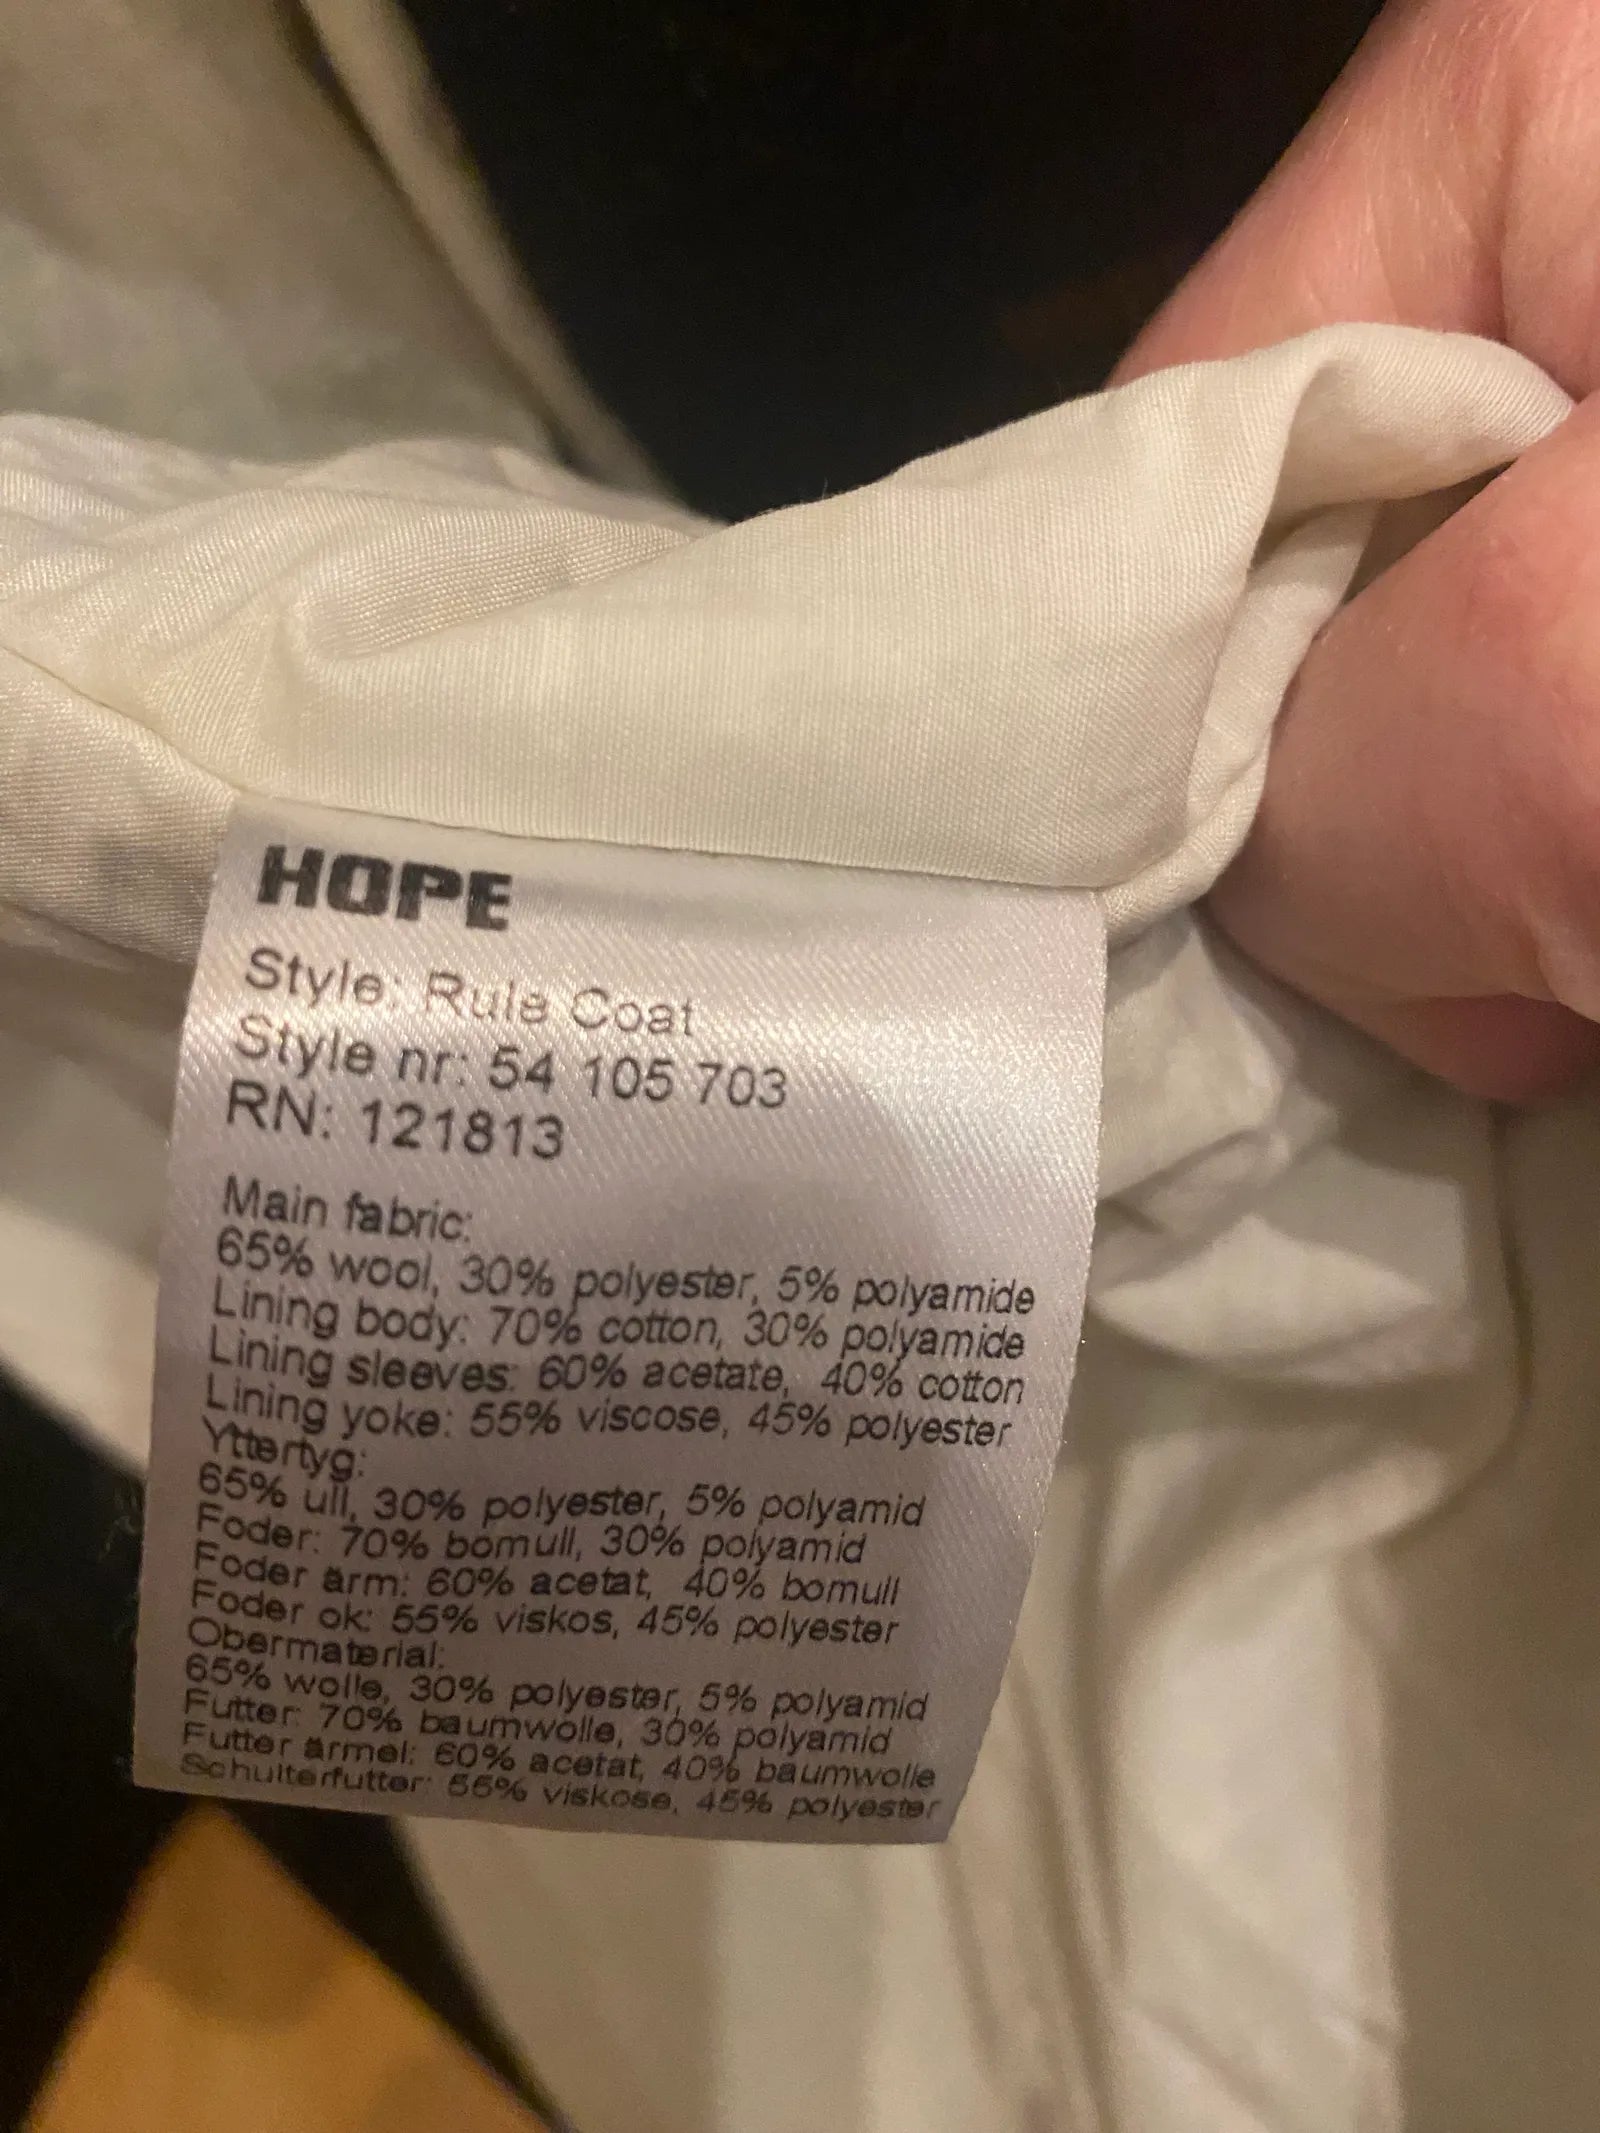 HOPE
Style: Rule Coat
Style nr: 54 105 703
RN: 121813
Main fabric:
65% wool, 30% polyester, 5% polyamide
Lining body: 70% cotton, 30% polyamide
Lining sleeves: 60% acetate, 40% cotton
Lining yoke: 55% viscose, 45% polyester
Yttertyg:
65% ull, 30% polyester, 5% polyamid
Foder: 70% bomull, 30% polyamid
Foder ärm: 60% acetat, 40% bomull
Foder ok: 55% viskos, 45% polyester
Obermaterial:
65% wolle, 30% polyester, 5% polyamid
Futter: 70% baumwolle, 30% polyamid
Futter ärmel: 60% acetat, 40% baumwolle
Schulterfutter: 55% viskose, 45% polyester